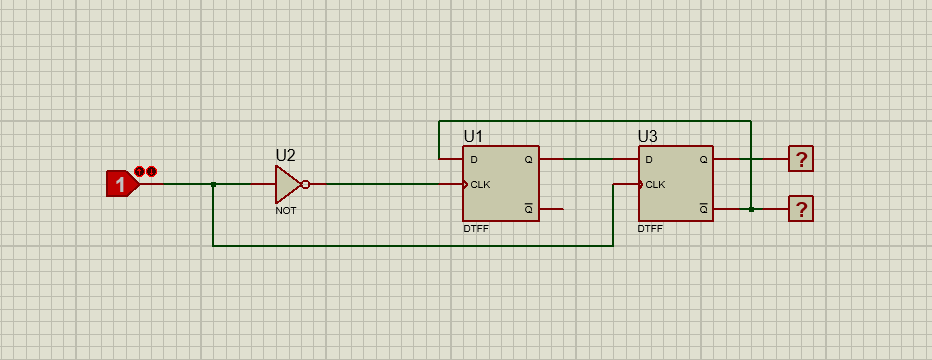 U1
U3
U2
D
Q
D
Q
?
1
CLK
CLK
NOT
Q
Q
?
DTFF
DTFF